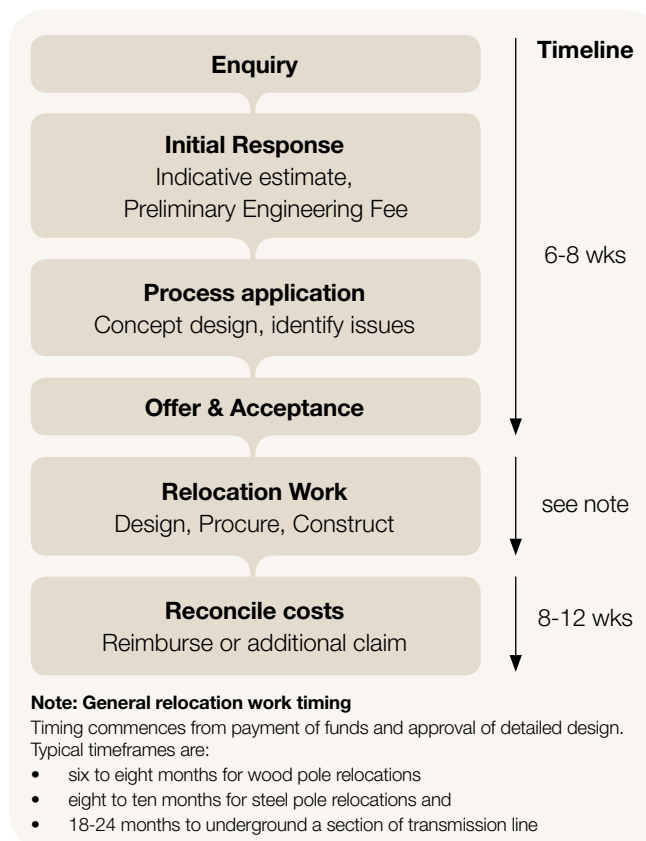 Timeline
Enquiry
Initial Response
Indicative estimate,
Preliminary Engineering Fee
6-8 wks
Process application
Concept design, identify issues
Offer & Acceptance
Relocation Work
Design, Procure, Construct
see note
Reconcile costs
Reimburse or additional claim
8-12 wks
Note: General relocation work timing
Timing commences from payment of funds and approval of detailed design.
Typical timeframes are:
• six to eight months for wood pole relocations
• eight to ten months for steel pole relocations and
• 18-24 months to underground a section of transmission line